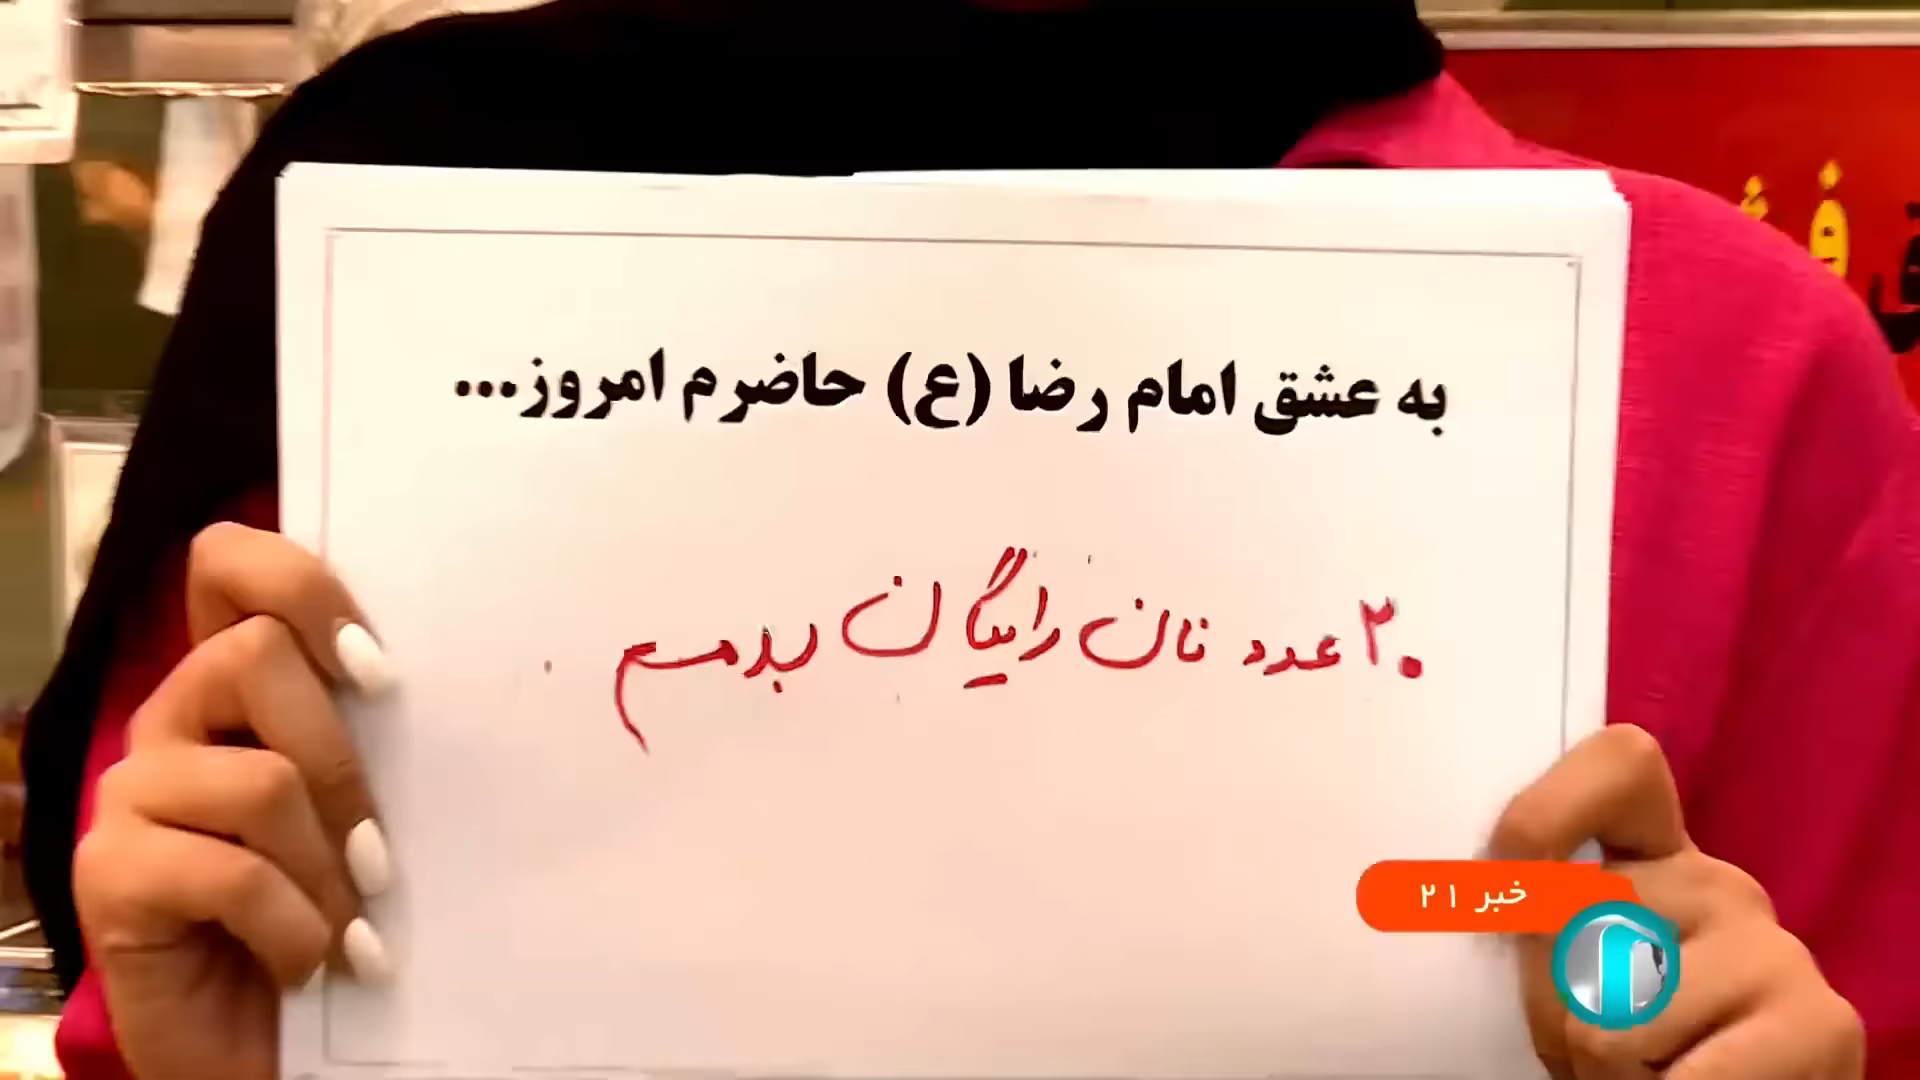 به عشق امام رضا (ع) حاضرم امروز...
۲۰ عدد نان رایگان بدهم
خبر ۲۱